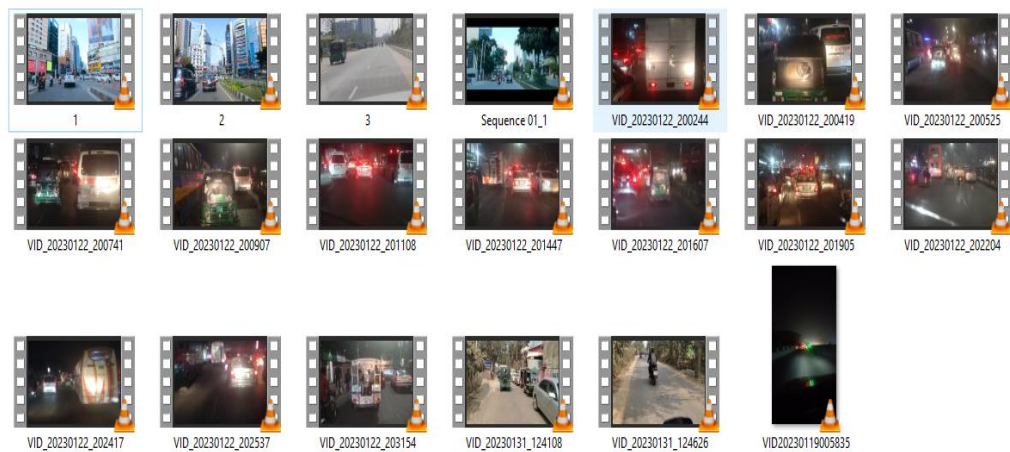 1
2
3
Sequence 01_1
VID_20230122_200244
VID_20230122_200419
VID_20230122_200525
VID_20230122_200741
VID_20230122_200907
VID_20230122_201108
VID_20230122_201447
VID_20230122_201607
VID_20230122_201905
VID_20230122_202204
VID_20230122_202417
VID_20230122_202537
VID_20230122_203154
VID_20230131_124108
VID_20230131_124626
VID20230119005835